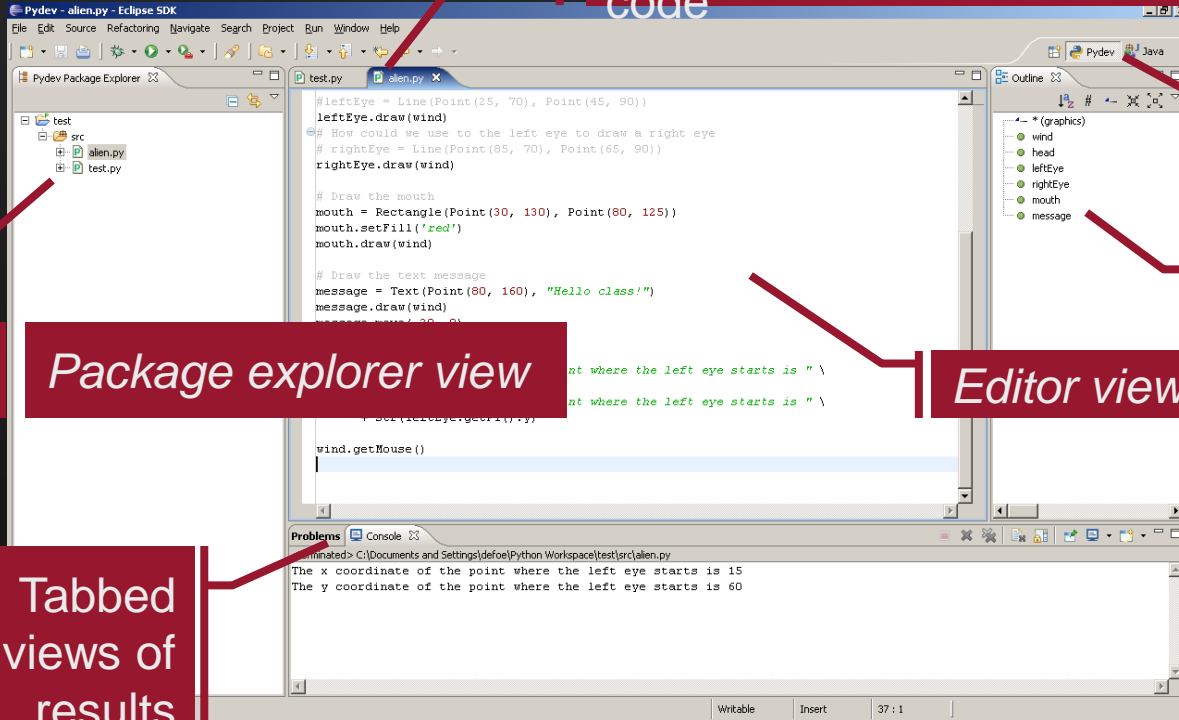 code
Pydev - alien.py - Eclipse SDK
File Edit Source Refactoring Navigate Search Project Run Window Help
Pydev Java
Pydev Package Explorer
test
src
alien.py
test.py
test.py alien.py
#leftEye = Line(Point(25, 70), Point(45, 90))
leftEye.draw(wind)
# How could we use to the left eye to draw a right eye
# rightEye = Line(Point(85, 70), Point(65, 90))
rightEye.draw(wind)
# Draw the mouth
mouth = Rectangle(Point(30, 130), Point(80, 125))
mouth.setFill('red')
mouth.draw(wind)
# Draw the text message
message = Text(Point(80, 160), "Hello class!")
message.draw(wind)
nt where the left eye starts is " \
nt where the left eye starts is " \
wind.getMouse()
Outline
* (graphics)
wind
head
leftEye
rightEye
mouth
message
Package explorer view
Editor view
Problems Console
C:\Documents and Settings\defoe\Python Workspace\test\src\alien.py
The x coordinate of the point where the left eye starts is 15
The y coordinate of the point where the left eye starts is 60
Tabbed
views of
results
Writable Insert 37 : 1